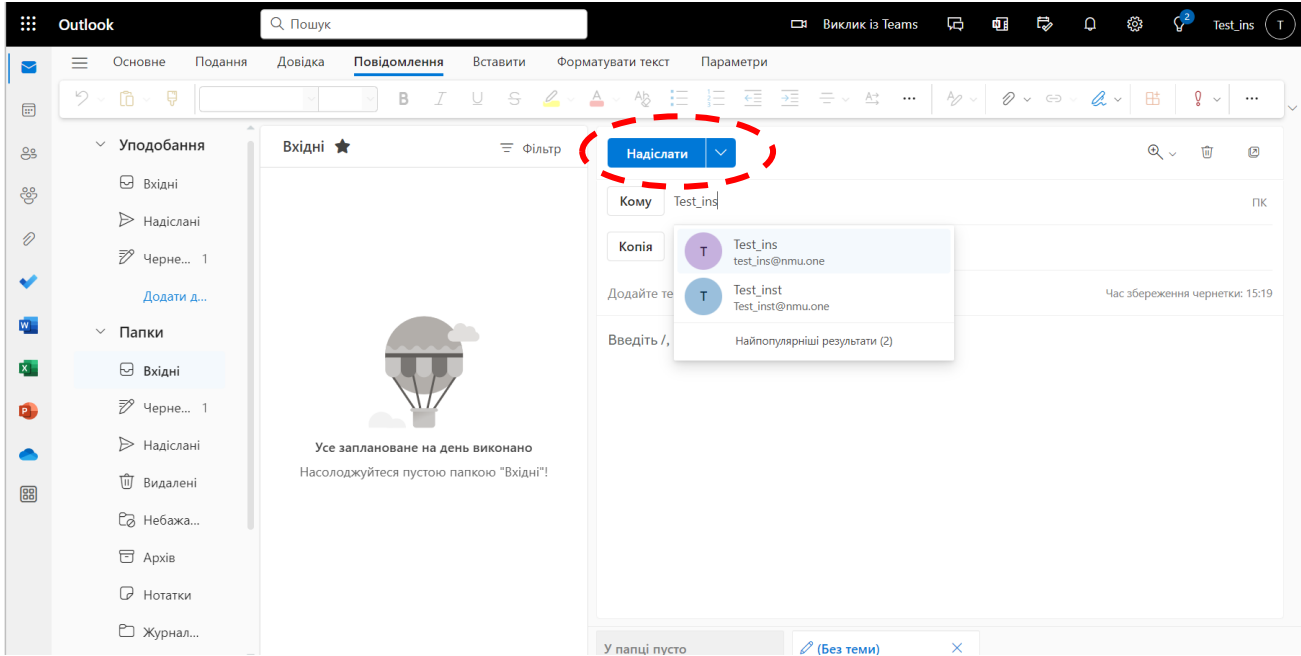 Outlook
Пошук
Виклик із Teams
2
Test_ins
T
Основне
Подання
Довідка
Повідомлення
Вставити
Форматувати текст
Параметри
Уподобання
Вхідні
Надіслані
Черне... 1
Додати д...
Папки
Вхідні
Черне... 1
Надіслані
Видалені
Небажа...
Архів
Нотатки
Журнал...
Вхідні
Фільтр
Усе заплановане на день виконано
Насолоджуйтеся пустою папкою "Вхідні"!
Надіслати
Кому Test_ins
ПК
Копія
T
Test_ins
test_ins@nmu.one
T
Test_inst
Test_inst@nmu.one
Найпопулярніші результати (2)
Додайте те
Час збереження чернетки: 15:19
Введіть /,
У папці пусто
(Без теми)